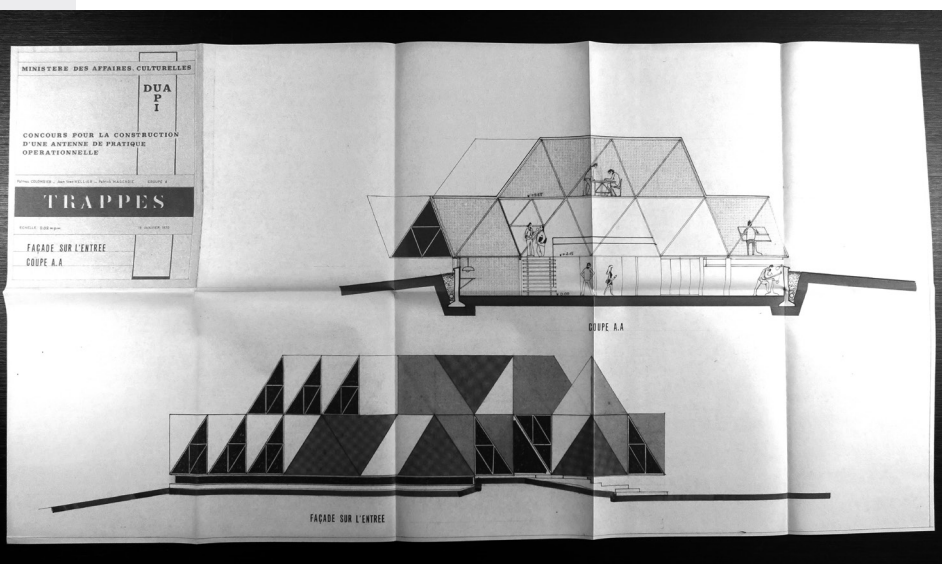 MINISTERE DES AFFAIRES CULTURELLES
DUA
P
I
CONCOURS POUR LA CONSTRUCTION
D'UNE ANTENNE DE PRATIQUE
OPERATIONNELLE
GROUPE
TRAPPES
FAÇADE SUR L'ENTREE
COUPE A.A
COUPE A.A
FAÇADE SUR L'ENTREE